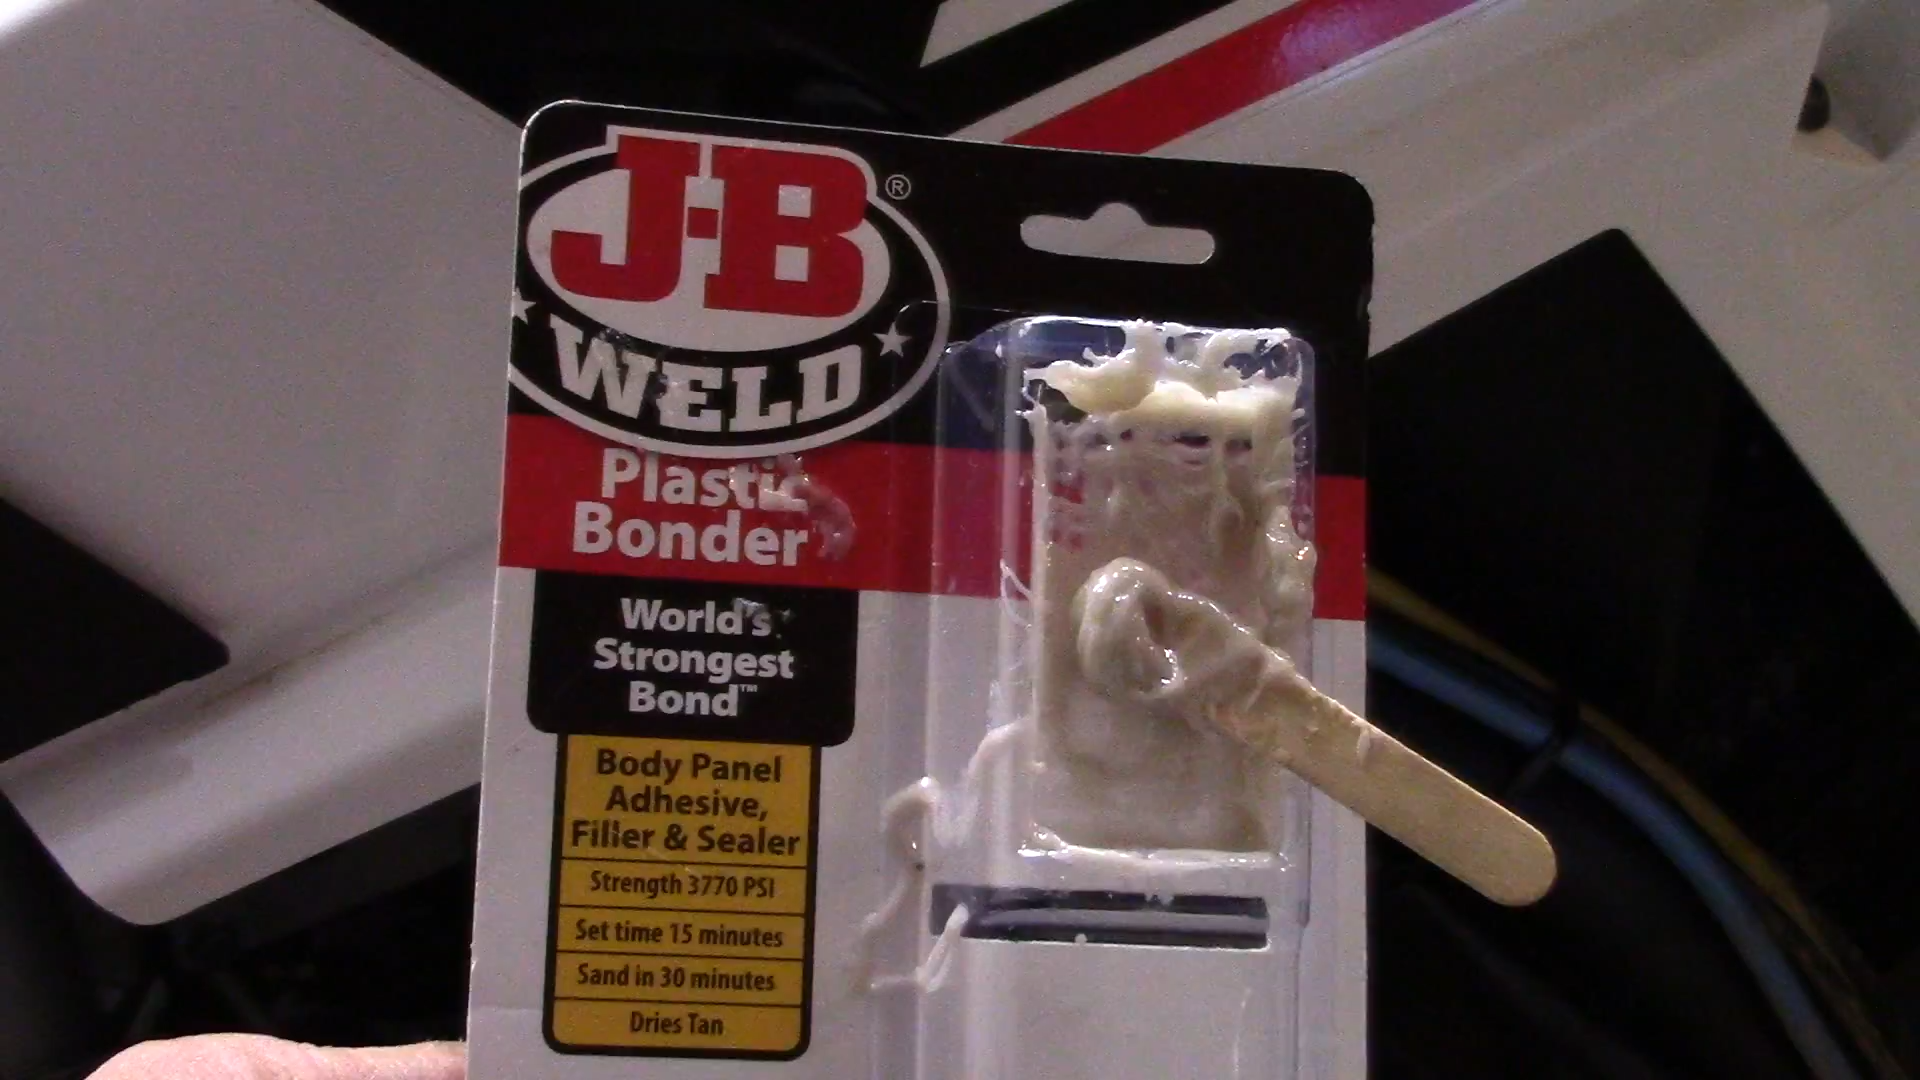 J-B
®
WELD
Plastic
Bonder
World's
Strongest
Bond™
Body Panel
Adhesive,
Filler & Sealer
Strength 3770 PSI
Set time 15 minutes
Sand in 30 minutes
Dries Tan